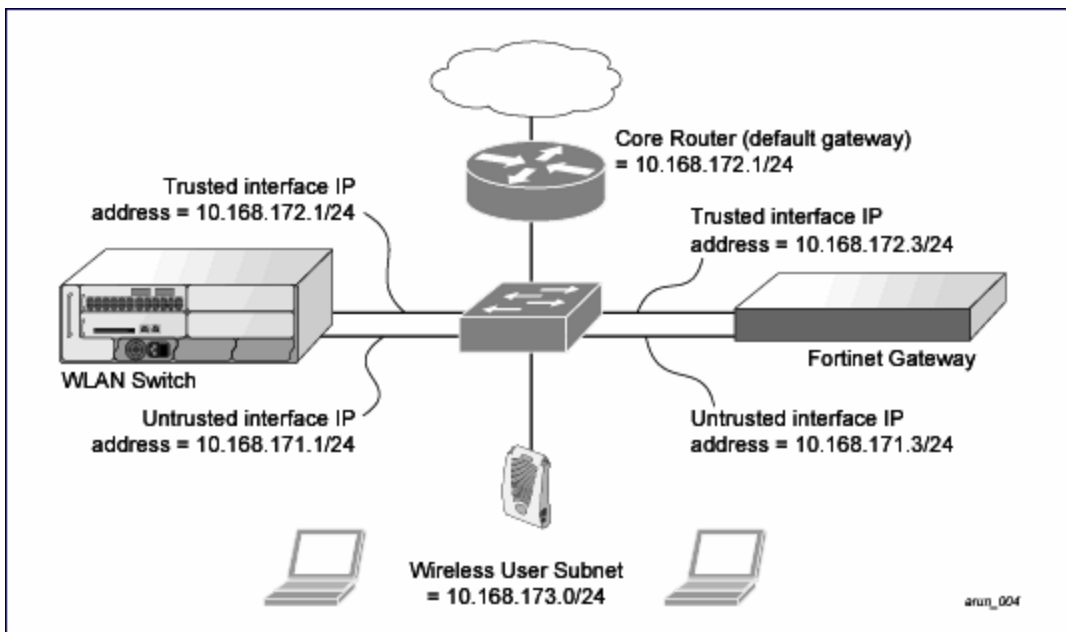 Core Router (default gateway)
= 10.168.172.1/24
Trusted interface IP
address = 10.168.172.1/24
Trusted interface IP
address = 10.168.172.3/24
WLAN Switch
Fortinet Gateway
Untrusted interface IP
address = 10.168.171.1/24
Untrusted interface IP
address = 10.168.171.3/24
Wireless User Subnet
= 10.168.173.0/24
arun_004